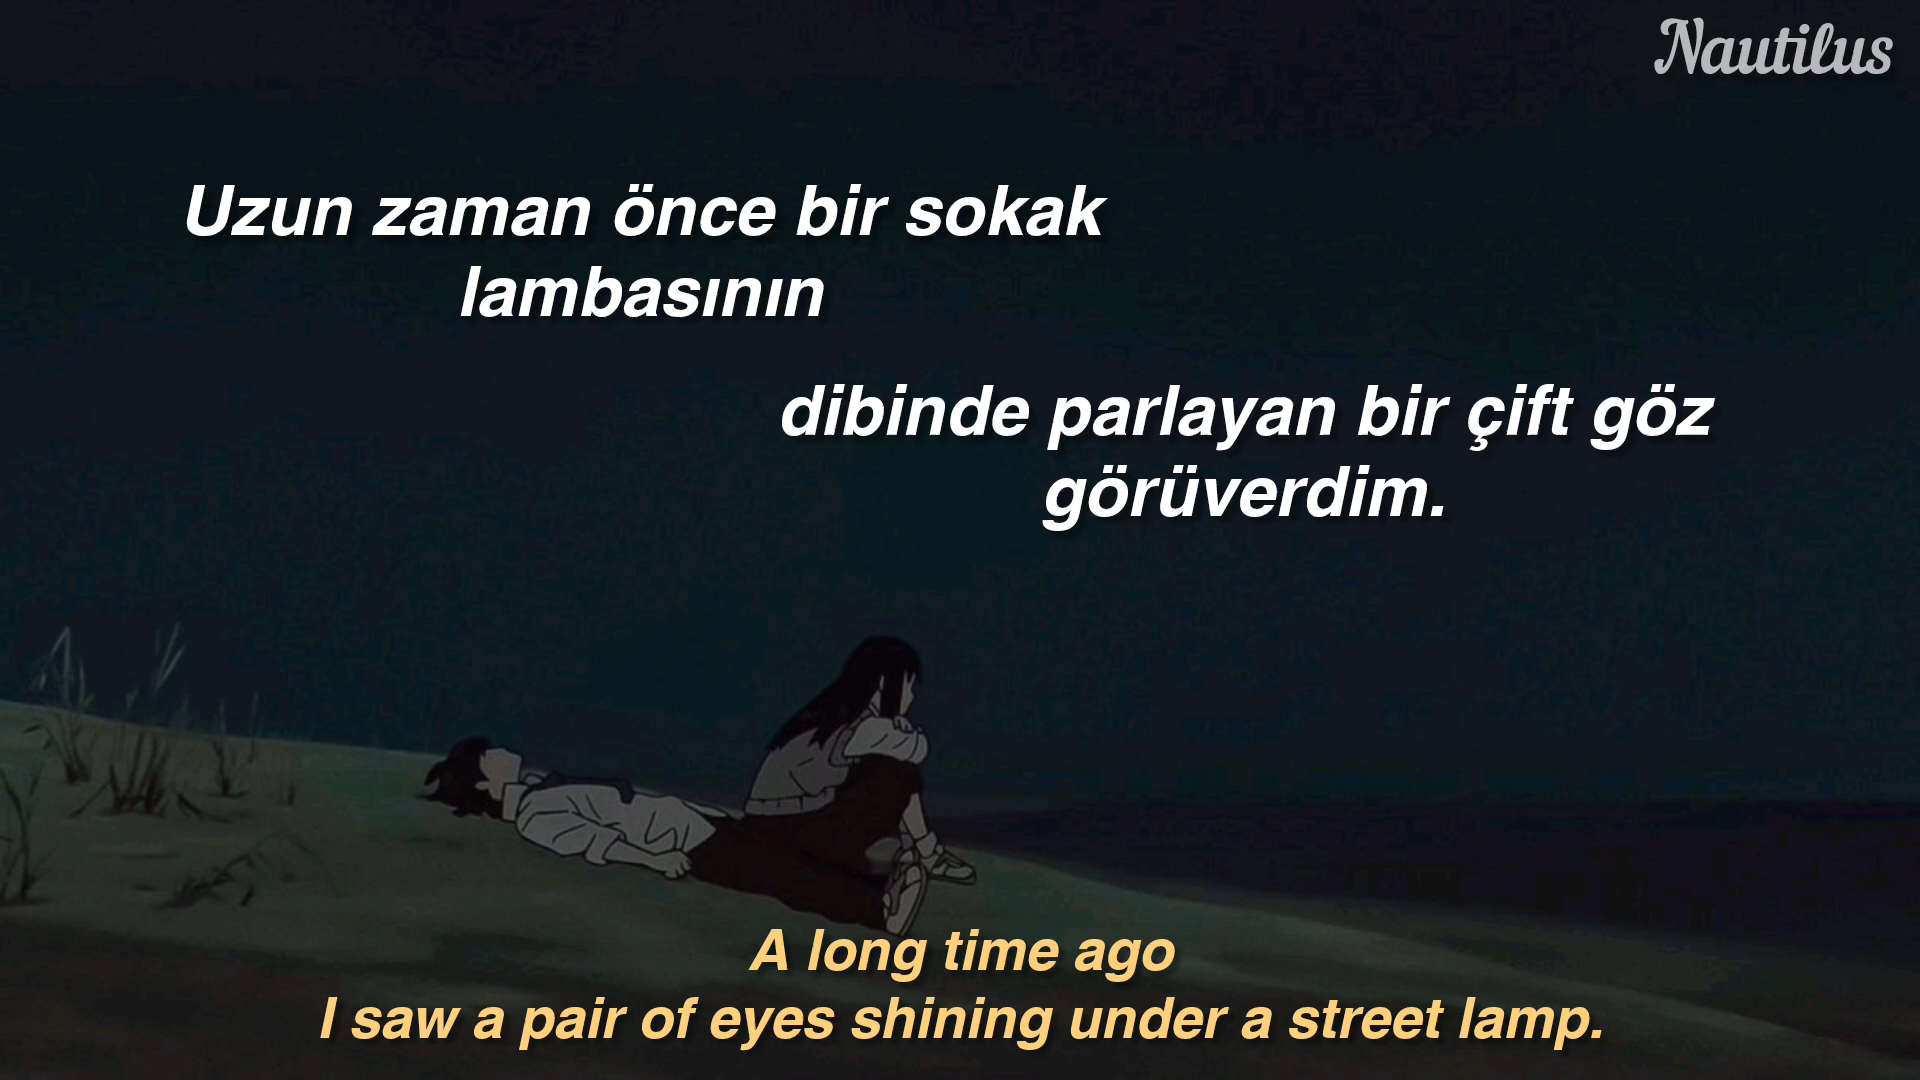 Nautilus
Uzun zaman önce bir sokak
lambasının
dibinde parlayan bir çift göz
görüverdim.
A long time ago
I saw a pair of eyes shining under a street lamp.